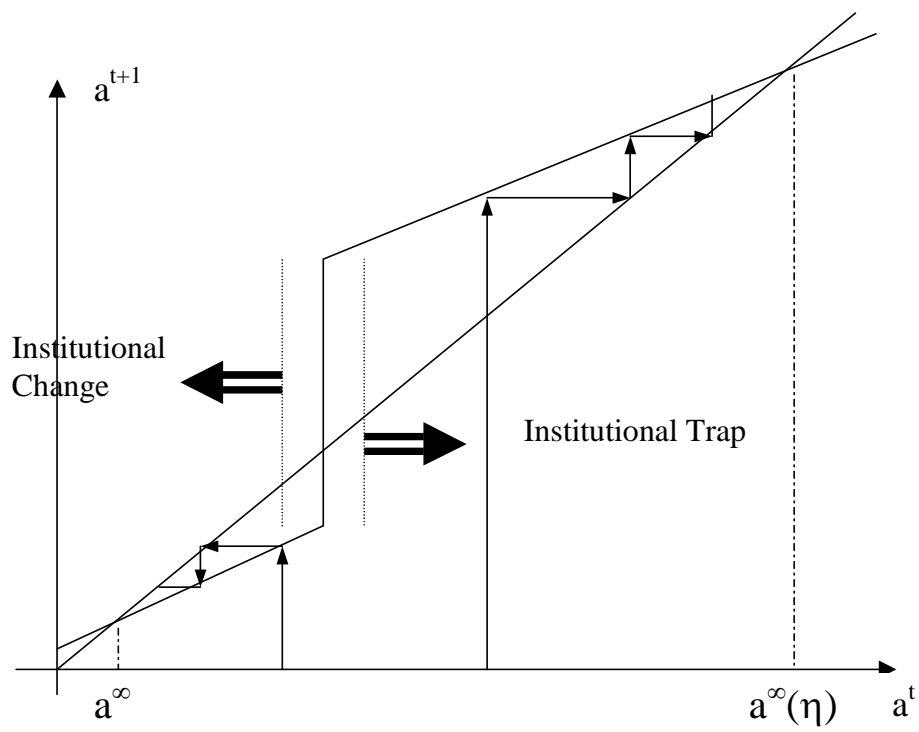 a^{t+1}
Institutional
Change
Institutional Trap
a^∞
a^∞(η)
a^t